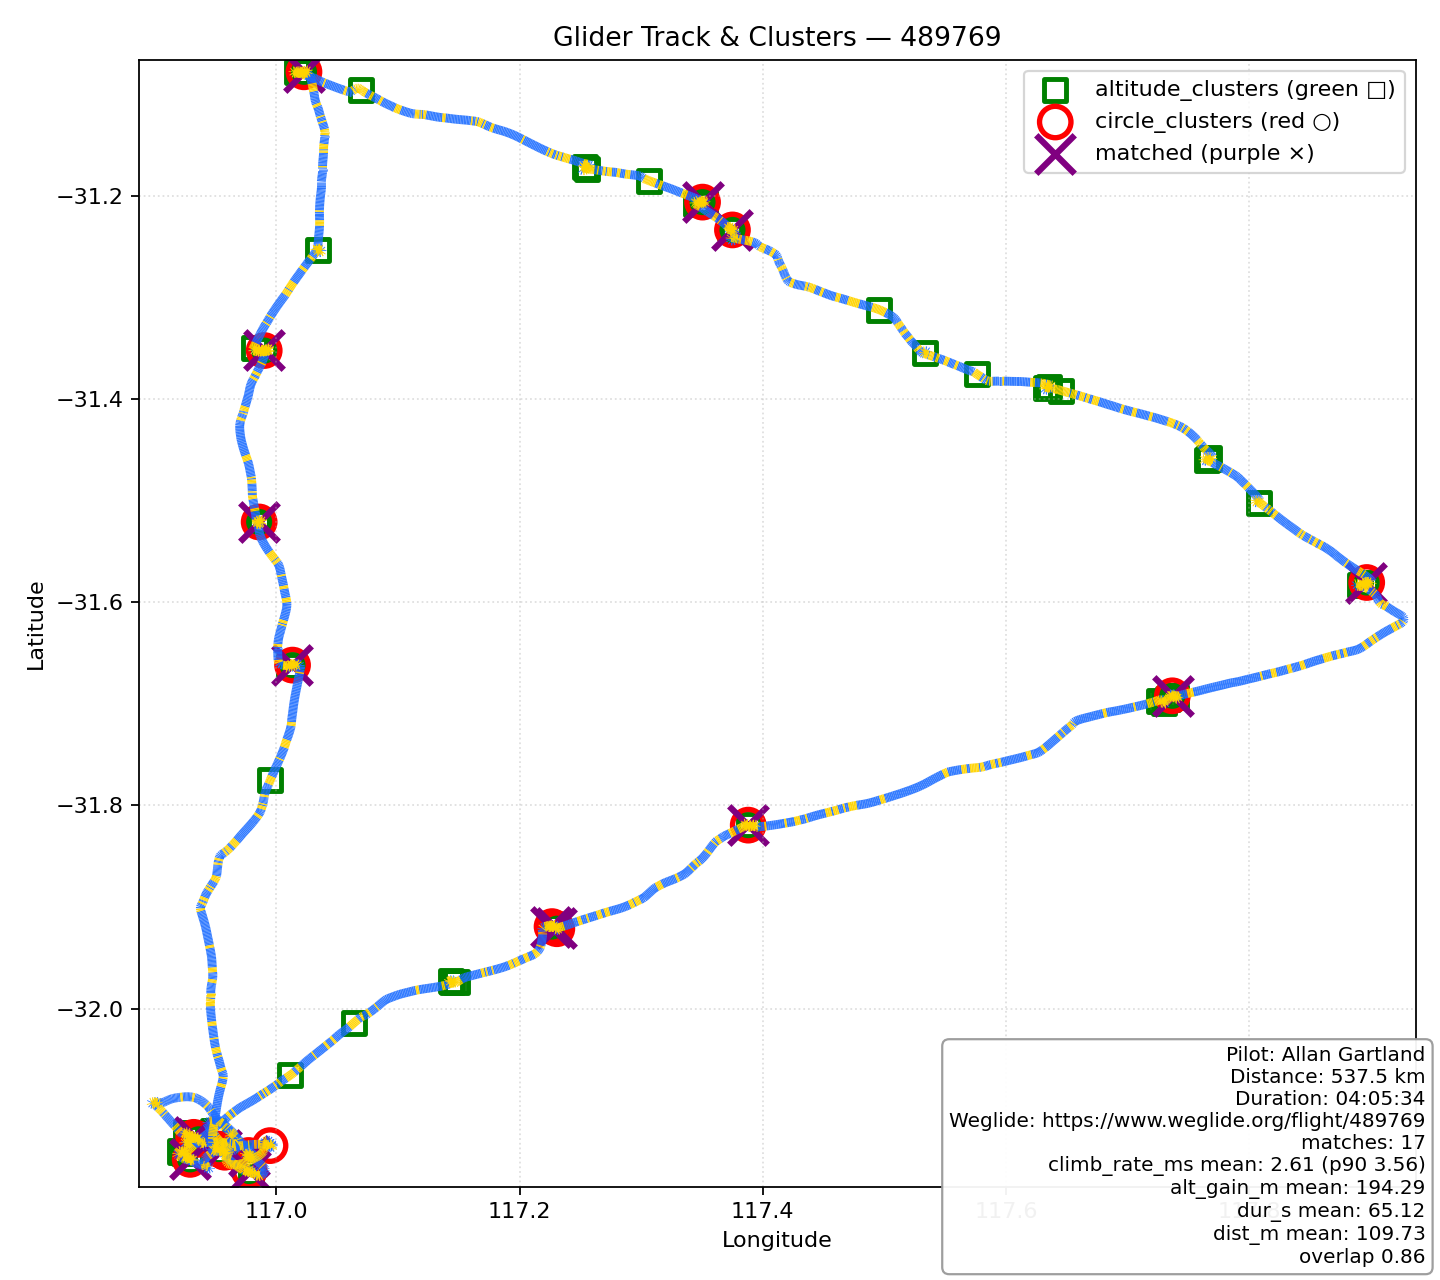 Glider Track & Clusters — 489769
altitude_clusters (green □)
circle_clusters (red ○)
matched (purple ×)
−31.2
−31.4
−31.6
−31.8
−32.0
Latitude
117.0
117.2
117.4
117.6
Longitude
Pilot: Allan Gartland
Distance: 537.5 km
Duration: 04:05:34
Weglide: https://www.weglide.org/flight/489769
matches: 17
climb_rate_ms mean: 2.61 (p90 3.56)
alt_gain_m mean: 194.29
dur_s mean: 65.12
dist_m mean: 109.73
overlap 0.86